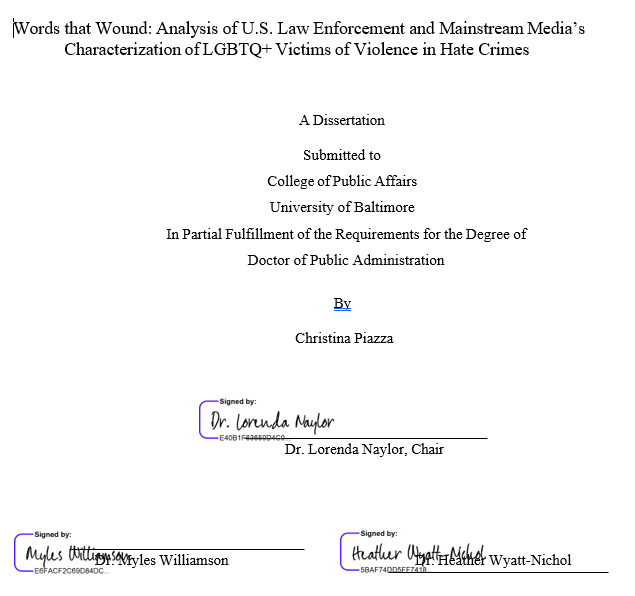 Words that Wound: Analysis of U.S. Law Enforcement and Mainstream Media's
Characterization of LGBTQ+ Victims of Violence in Hate Crimes
A Dissertation
Submitted to
College of Public Affairs
University of Baltimore
In Partial Fulfillment of the Requirements for the Degree of
Doctor of Public Administration
By
Christina Piazza
Signed by:
Dr. Lorenda Naylor
Dr. Lorenda Naylor, Chair
Signed by:
Myles Williamson
Dr. Myles Williamson
E6FACF2C69D84DC...
Signed by:
Heather Wyatt-Nichol
Dr. Heather Wyatt-Nichol